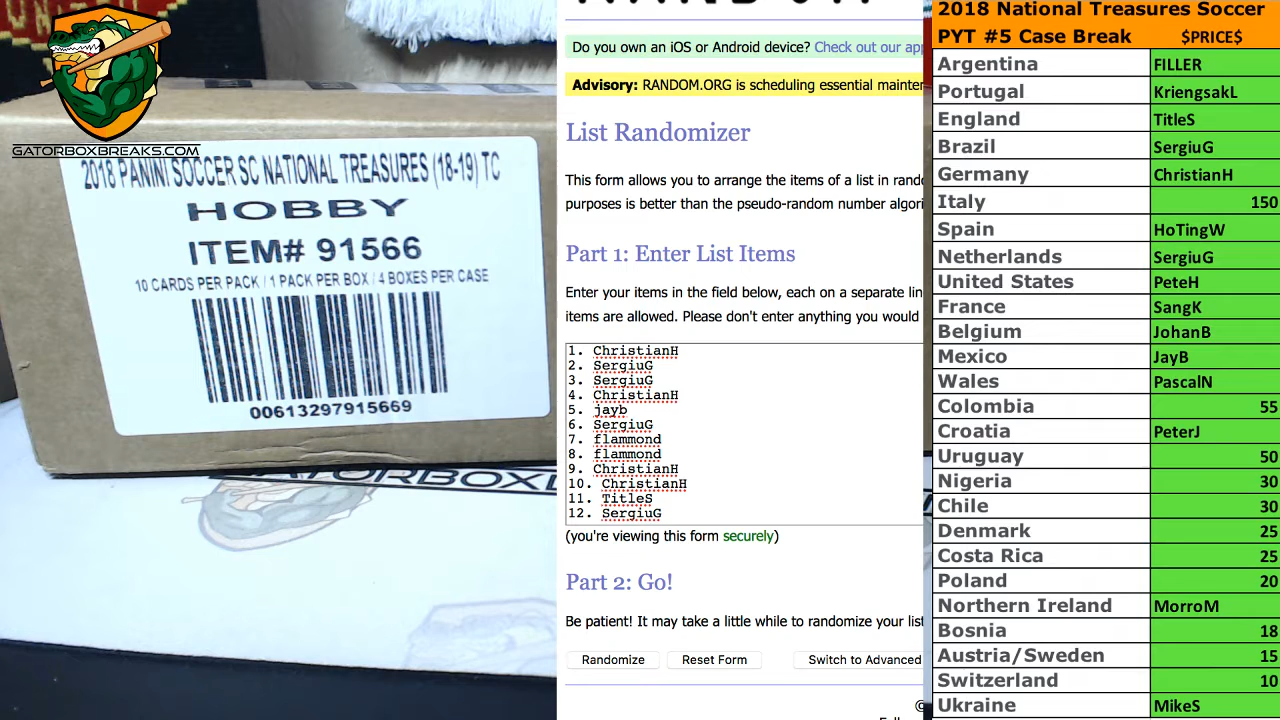 GATORBOXBREAKS.COM
2018 PANINI SOCCER SC NATIONAL TREASURES (18-19) TC
HOBBY
ITEM# 91566
10 CARDS PER PACK / 1 PACK PER BOX / 4 BOXES PER CASE
00613297915669
Do you own an iOS or Android device? Check out our app
Advisory: RANDOM.ORG is scheduling essential mainten
List Randomizer
This form allows you to arrange the items of a list in rando
purposes is better than the pseudo-random number algori
Part 1: Enter List Items
Enter your items in the field below, each on a separate lin
items are allowed. Please don't enter anything you would
1. ChristianH
2. SergiuG
3. SergiuG
4. ChristianH
5. jayb
6. SergiuG
7. flammond
8. flammond
9. ChristianH
10. ChristianH
11. TitleS
12. SergiuG
(you're viewing this form securely)
Part 2: Go!
Be patient! It may take a little while to randomize your list
Randomize Reset Form Switch to Advanced
2018 National Treasures Soccer
PYT #5 Case Break $PRICE$
Argentina FILLER
Portugal KriengsakL
England TitleS
Brazil SergiuG
Germany ChristianH
Italy 150
Spain HoTingW
Netherlands SergiuG
United States PeteH
France SangK
Belgium JohanB
Mexico JayB
Wales PascalN
Colombia 55
Croatia PeterJ
Uruguay 50
Nigeria 30
Chile 30
Denmark 25
Costa Rica 25
Poland 20
Northern Ireland MorroM
Bosnia 18
Austria/Sweden 15
Switzerland 10
Ukraine MikeS